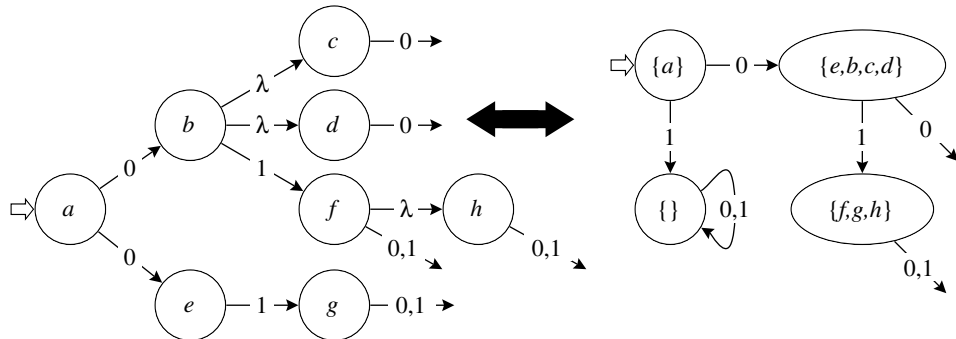 c 0
{a} 0 {e,b,c,d}
λ
b λ d 0
0
1 1
0 1
a f λ h
{} 0,1 {f,g,h}
0 0,1 0,1
0,1
e 1 g 0,1